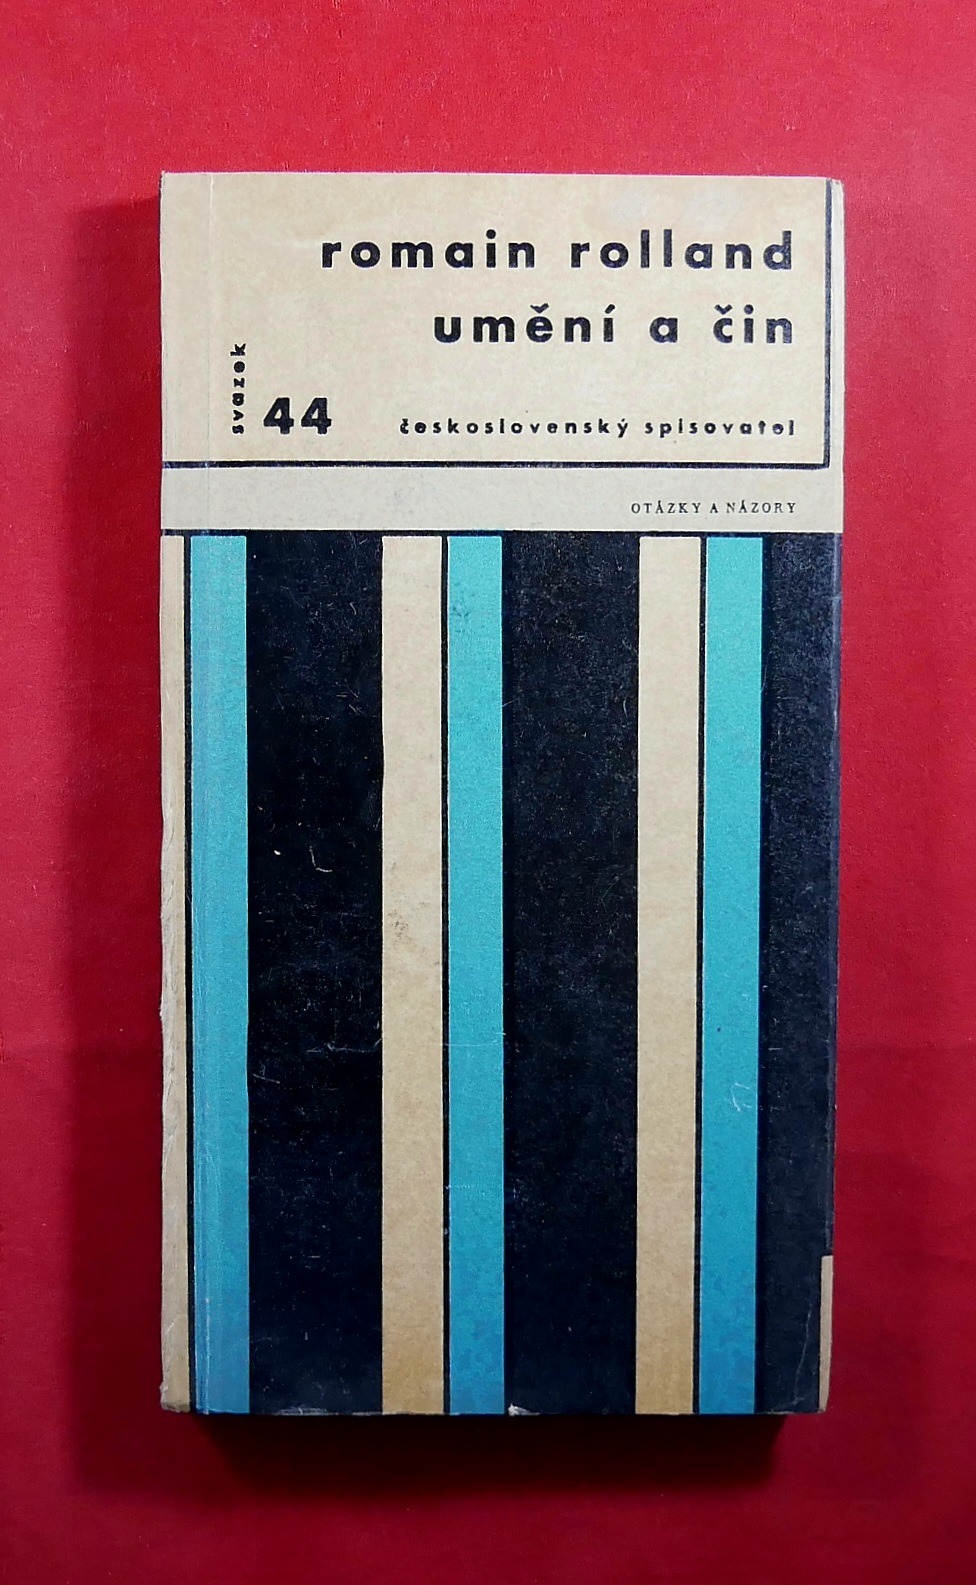 romain rolland
umění a čin
svazek
44
československý spisovatel
OTÁZKY A NÁZORY